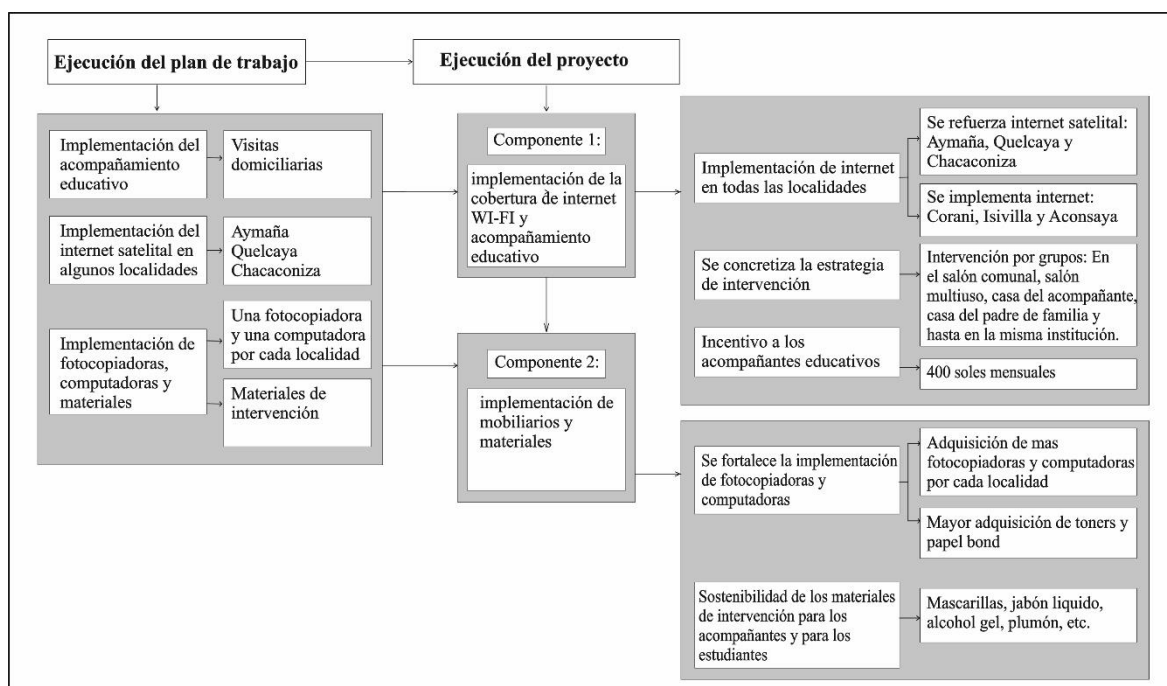 Ejecución del plan de trabajo
Ejecución del proyecto
Implementación del
acompañamiento
educativo
Visitas
domiciliarias
Implementación del
internet satelital en
algunos localidades
Aymaña
Quelcaya
Chacaconiza
Implementación de
fotocopiadoras,
computadoras y
materiales
Una fotocopiadora
y una computadora
por cada localidad
Materiales de
intervención
Componente 1:
implementación de la
cobertura de internet
WI-FI y
acompañamiento
educativo
Componente 2:
implementación de
mobiliarios y
materiales
Implementación de internet
en todas las localidades
Se refuerza internet satelital:
Aymaña, Quelcaya y
Chacaconiza
Se implementa internet:
Corani, Isivilla y Aconsaya
Se concretiza la estrategia
de intervención
Intervención por grupos: En
el salón comunal, salón
multiuso, casa del acompañante,
casa del padre de familia y
hasta en la misma institución.
Incentivo a los
acompañantes educativos
400 soles mensuales
Se fortalece la implementación
de fotocopiadoras y
computadoras
Adquisición de mas
fotocopiadoras y computadoras
por cada localidad
Mayor adquisición de toners y
papel bond
Sostenibilidad de los materiales
de intervención para los
acompañantes y para los
estudiantes
Mascarillas, jabón liquido,
alcohol gel, plumón, etc.